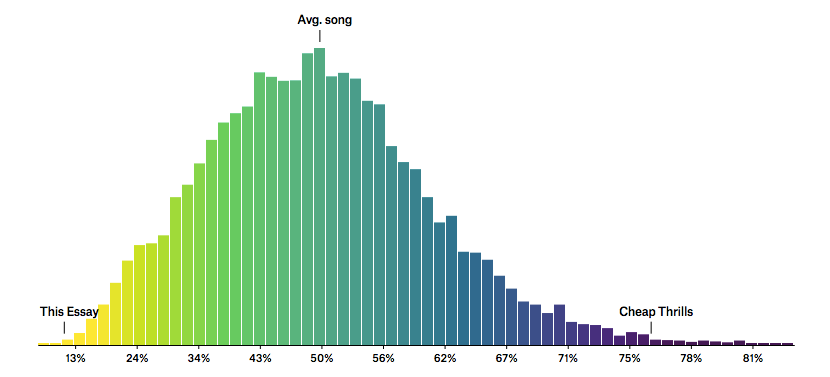 Avg. song
This Essay
Cheap Thrills
13% 24% 34% 43% 50% 56% 62% 67% 71% 75% 78% 81%